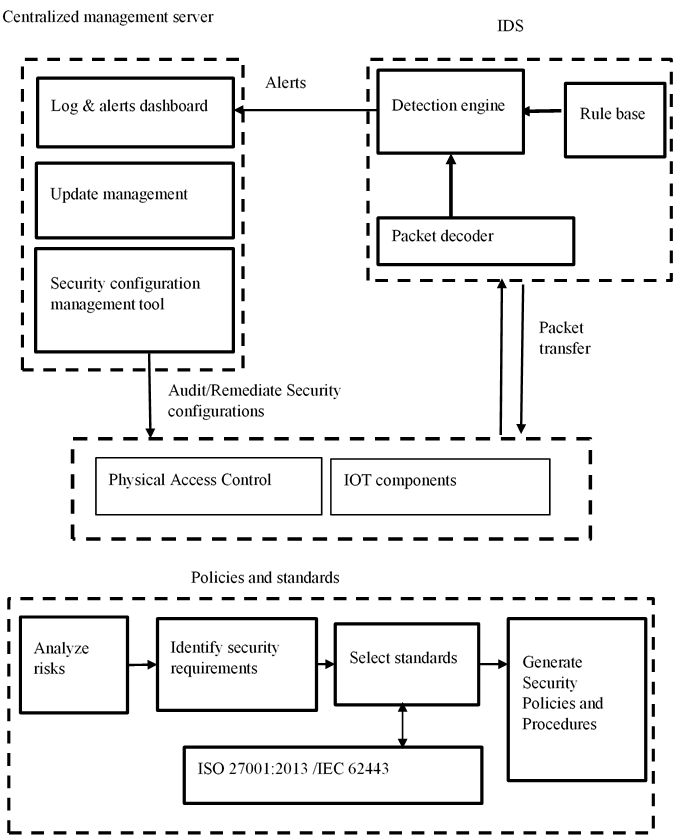 Centralized management server
IDS
Log & alerts dashboard
Alerts
Detection engine
Rule base
Update management
Packet decoder
Security configuration
management tool
Packet
transfer
Audit/Remediate Security
configurations
Physical Access Control
IOT components
Policies and standards
Analyze
risks
Identify security
requirements
Select standards
Generate
Security
Policies and
Procedures
ISO 27001:2013 /IEC 62443